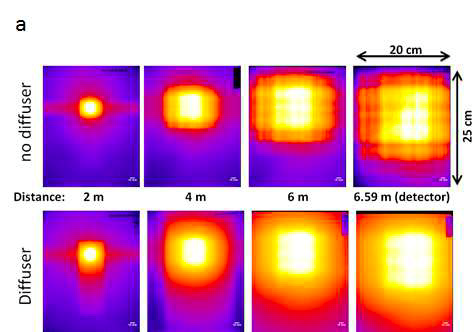 a
20 cm
no diffuser
25 cm
Distance: 2 m 4 m 6 m 6.59 m (detector)
Diffuser